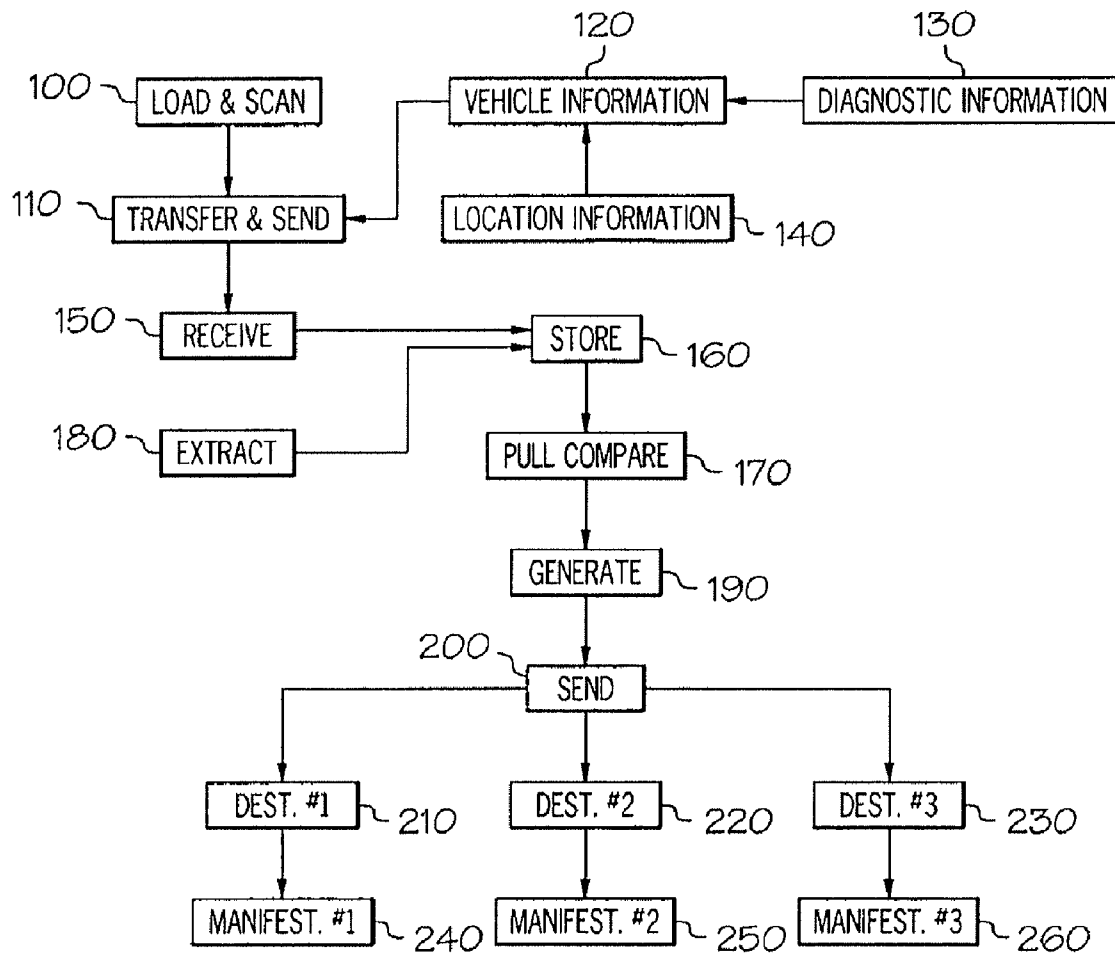 120
130
100
LOAD & SCAN
VEHICLE INFORMATION
DIAGNOSTIC INFORMATION
110
TRANSFER & SEND
LOCATION INFORMATION
140
150
RECEIVE
STORE
160
180
EXTRACT
PULL COMPARE
170
GENERATE
190
200
SEND
DEST. #1
210
DEST. #2
220
DEST. #3
230
MANIFEST. #1
240
MANIFEST. #2
250
MANIFEST. #3
260